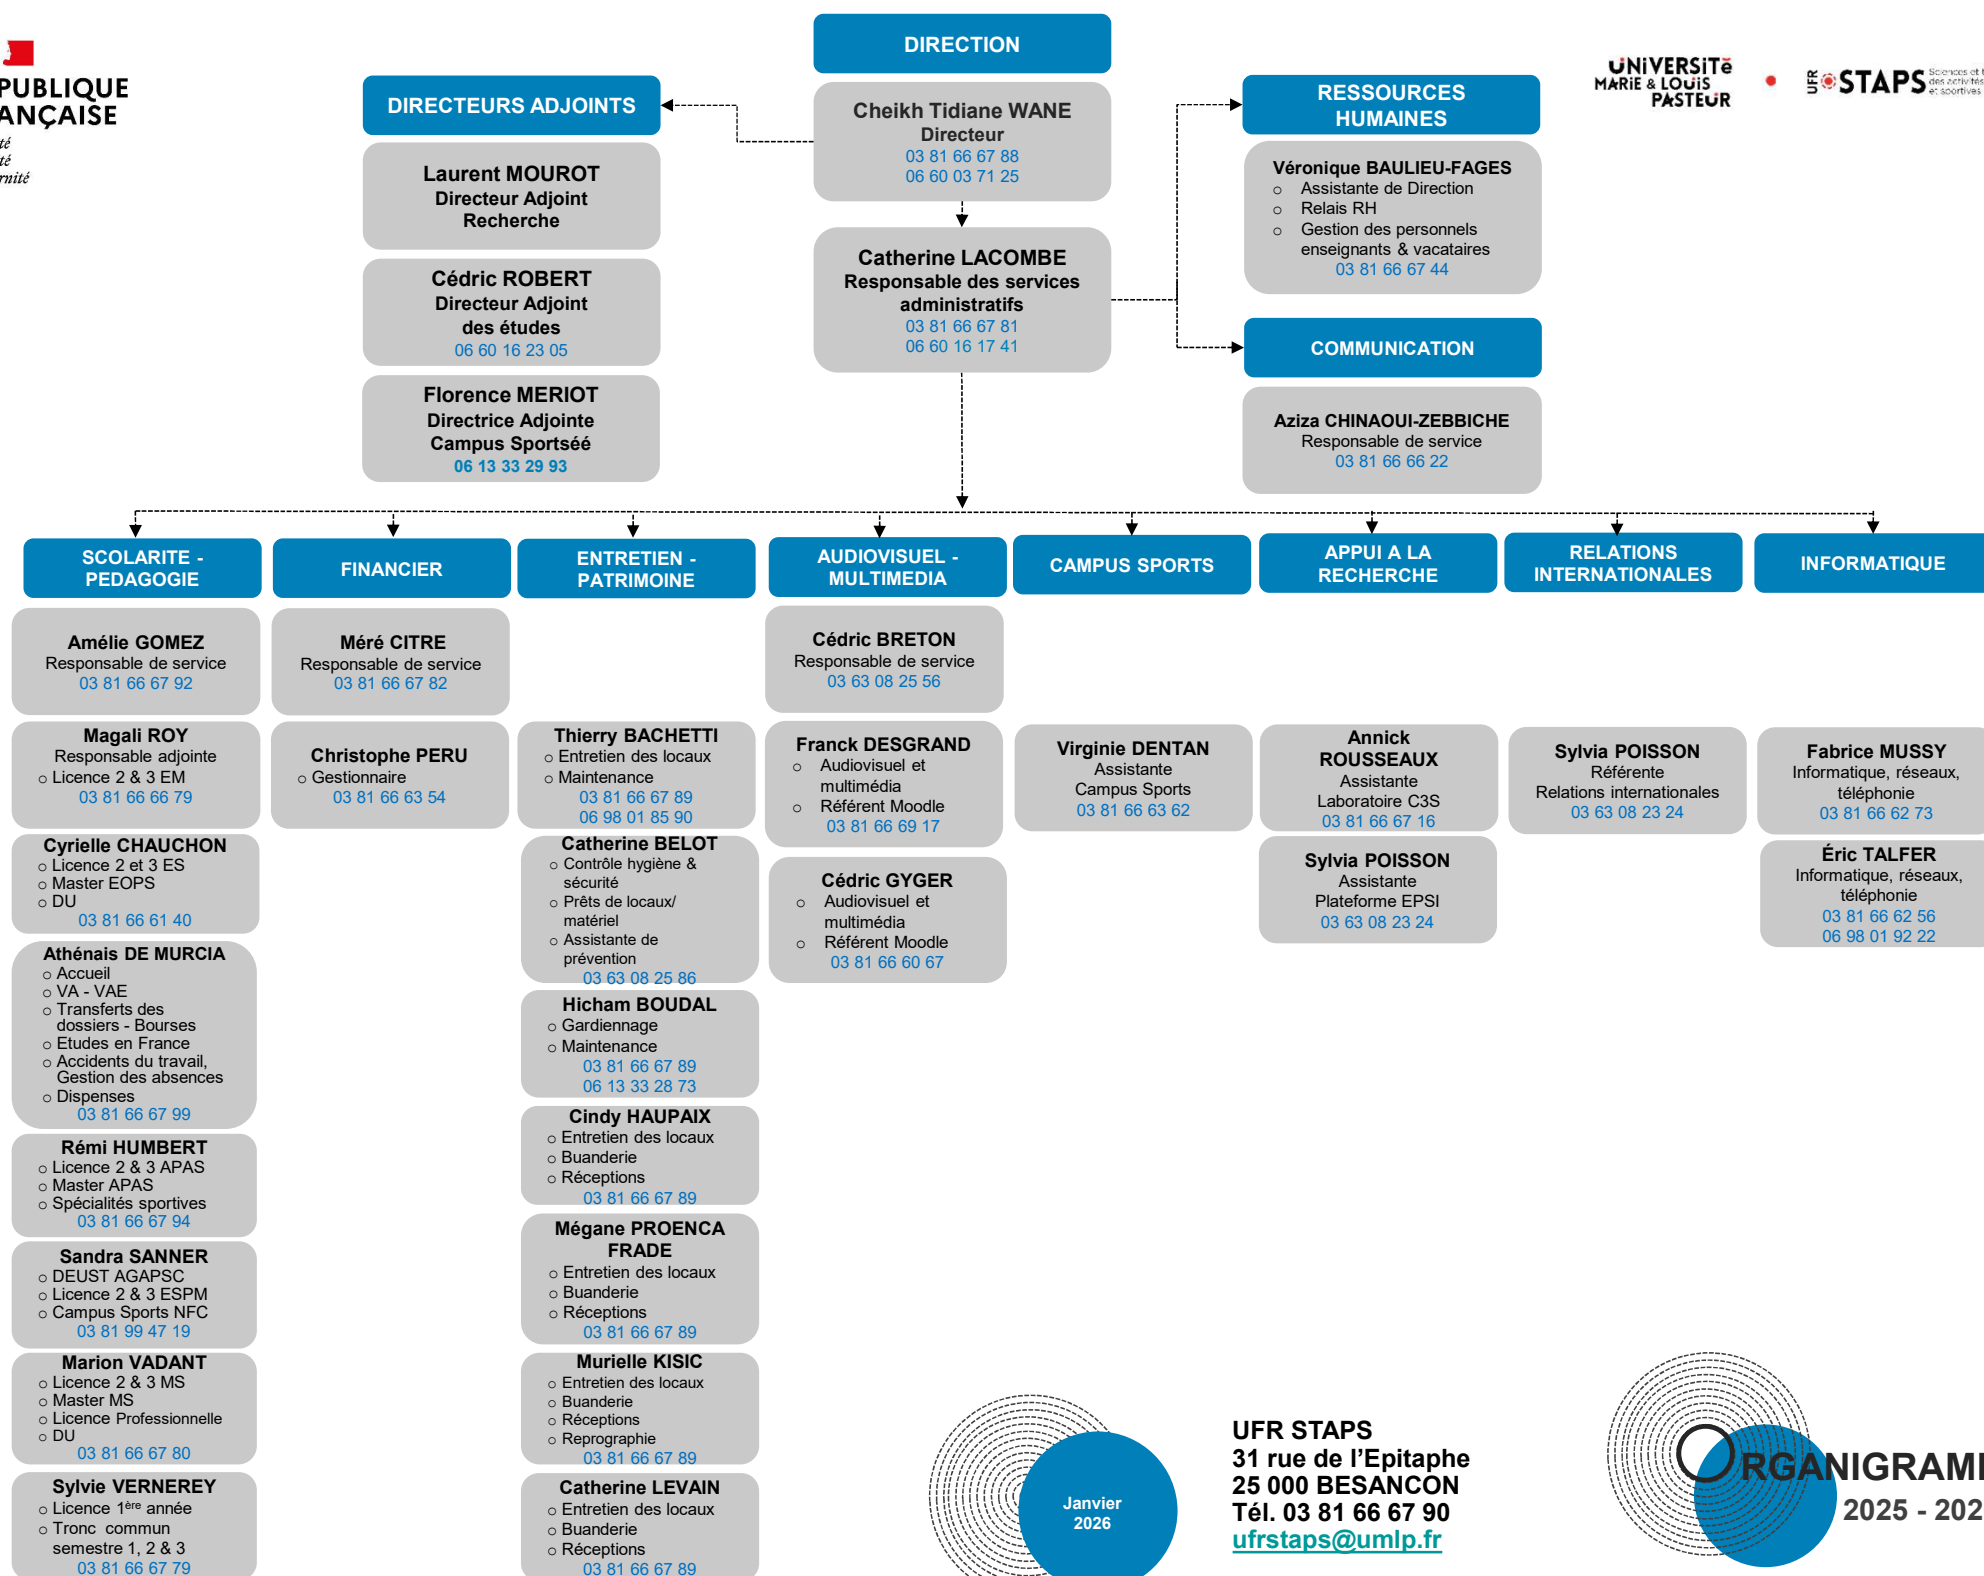 PUBLIQUE
ANÇAISE
té
té
rnité
DIRECTION
Cheikh Tidiane WANE
Directeur
03 81 66 67 88
06 60 03 71 25
DIRECTEURS ADJOINTS
Laurent MOUROT
Directeur Adjoint
Recherche
Cédric ROBERT
Directeur Adjoint
des études
06 60 16 23 05
Florence MERIOT
Directrice Adjointe
Campus Sportséé
06 13 33 29 93
Catherine LACOMBE
Responsable des services
administratifs
03 81 66 67 81
06 60 16 17 41
RESSOURCES
HUMAINES
Véronique BAULIEU-FAGES
o Assistante de Direction
o Relais RH
o Gestion des personnels
enseignants & vacataires
03 81 66 67 44
COMMUNICATION
Aziza CHINAOUI-ZEBBICHE
Responsable de service
03 81 66 66 22
UNIVERSITÉ
MARIE & LOUIS
PASTEUR
UFR STAPS
Sciences et t
des activités
et sportives
SCOLARITE -
PEDAGOGIE
Amélie GOMEZ
Responsable de service
03 81 66 67 92
Magali ROY
Responsable adjointe
o Licence 2 & 3 EM
03 81 66 66 79
Cyrielle CHAUCHON
o Licence 2 et 3 ES
o Master EOPS
o DU
03 81 66 61 40
Athénais DE MURCIA
o Accueil
o VA - VAE
o Transferts des
dossiers - Bourses
o Etudes en France
o Accidents du travail,
Gestion des absences
o Dispenses
03 81 66 67 99
Rémi HUMBERT
o Licence 2 & 3 APAS
o Master APAS
o Spécialités sportives
03 81 66 67 94
Sandra SANNER
o DEUST AGAPSC
o Licence 2 & 3 ESPM
o Campus Sports NFC
03 81 99 47 19
Marion VADANT
o Licence 2 & 3 MS
o Master MS
o Licence Professionnelle
o DU
03 81 66 67 80
Sylvie VERNEREY
o Licence 1ère année
o Tronc commun
semestre 1, 2 & 3
03 81 66 67 79
FINANCIER
Méré CITRE
Responsable de service
03 81 66 67 82
Christophe PERU
o Gestionnaire
03 81 66 63 54
ENTRETIEN -
PATRIMOINE
Thierry BACHETTI
o Entretien des locaux
o Maintenance
03 81 66 67 89
06 98 01 85 90
Catherine BELOT
o Contrôle hygiène &
sécurité
o Prêts de locaux/
matériel
o Assistante de
prévention
03 63 08 25 86
Hicham BOUDAL
o Gardiennage
o Maintenance
03 81 66 67 89
06 13 33 28 73
Cindy HAUPAIX
o Entretien des locaux
o Buanderie
o Réceptions
03 81 66 67 89
Mégane PROENCA
FRADE
o Entretien des locaux
o Buanderie
o Réceptions
03 81 66 67 89
Murielle KISIC
o Entretien des locaux
o Buanderie
o Réceptions
o Reprographie
03 81 66 67 89
Catherine LEVAIN
o Entretien des locaux
o Buanderie
o Réceptions
03 81 66 67 89
AUDIOVISUEL -
MULTIMEDIA
Cédric BRETON
Responsable de service
03 63 08 25 56
Franck DESGRAND
o Audiovisuel et
multimédia
o Référent Moodle
03 81 66 69 17
Cédric GYGER
o Audiovisuel et
multimédia
o Référent Moodle
03 81 66 60 67
CAMPUS SPORTS
Virginie DENTAN
Assistante
Campus Sports
03 81 66 63 62
APPUI A LA
RECHERCHE
Annick
ROUSSEAUX
Assistante
Laboratoire C3S
03 81 66 67 16
Sylvia POISSON
Assistante
Plateforme EPSI
03 63 08 23 24
RELATIONS
INTERNATIONALES
Sylvia POISSON
Référente
Relations internationales
03 63 08 23 24
INFORMATIQUE
Fabrice MUSSY
Informatique, réseaux,
téléphonie
03 81 66 62 73
Éric TALFER
Informatique, réseaux,
téléphonie
03 81 66 62 56
06 98 01 92 22
Janvier
2026
UFR STAPS
31 rue de l’Epitaphe
25 000 BESANCON
Tél. 03 81 66 67 90
ufrstaps@umlp.fr
ORGANIGRAM
2025 - 202